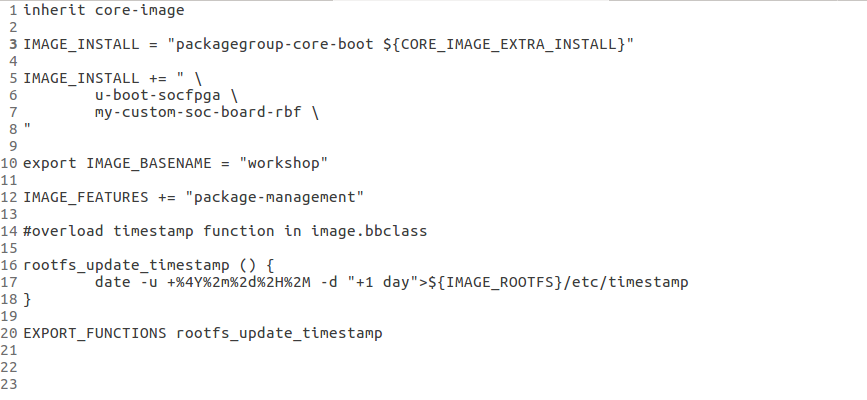 1 inherit core-image
2
3 IMAGE_INSTALL = "packagegroup-core-boot ${CORE_IMAGE_EXTRA_INSTALL}"
4
5 IMAGE_INSTALL += " \
6         u-boot-socfpga \
7         my-custom-soc-board-rbf \
8 "
9
10 export IMAGE_BASENAME = "workshop"
11
12 IMAGE_FEATURES += "package-management"
13
14 #overload timestamp function in image.bbclass
15
16 rootfs_update_timestamp () {
17         date -u +%4Y%2m%2d%2H%2M -d "+1 day">${IMAGE_ROOTFS}/etc/timestamp
18 }
19
20 EXPORT_FUNCTIONS rootfs_update_timestamp
21
22
23